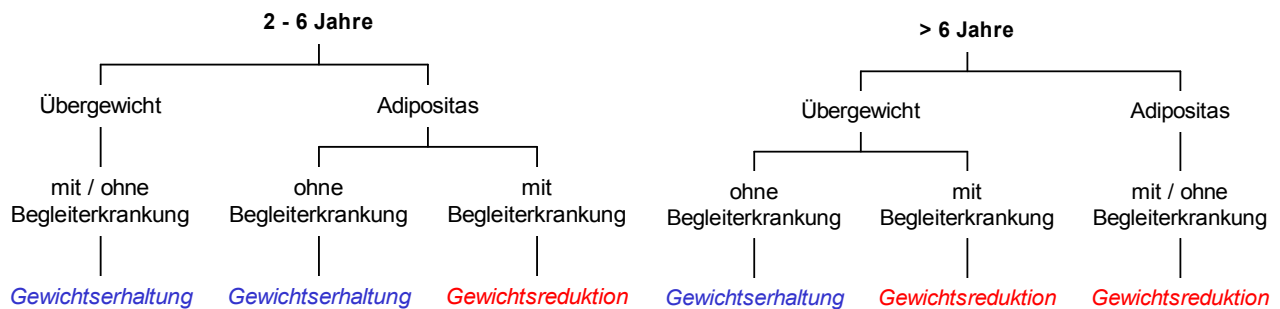 2 - 6 Jahre
Übergewicht
Adipositas
mit / ohne
Begleiterkrankung
ohne
Begleiterkrankung
mit
Begleiterkrankung
Gewichtserhaltung
Gewichtserhaltung
Gewichtsreduktion
> 6 Jahre
Übergewicht
Adipositas
ohne
Begleiterkrankung
mit
Begleiterkrankung
mit / ohne
Begleiterkrankung
Gewichtserhaltung
Gewichtsreduktion
Gewichtsreduktion